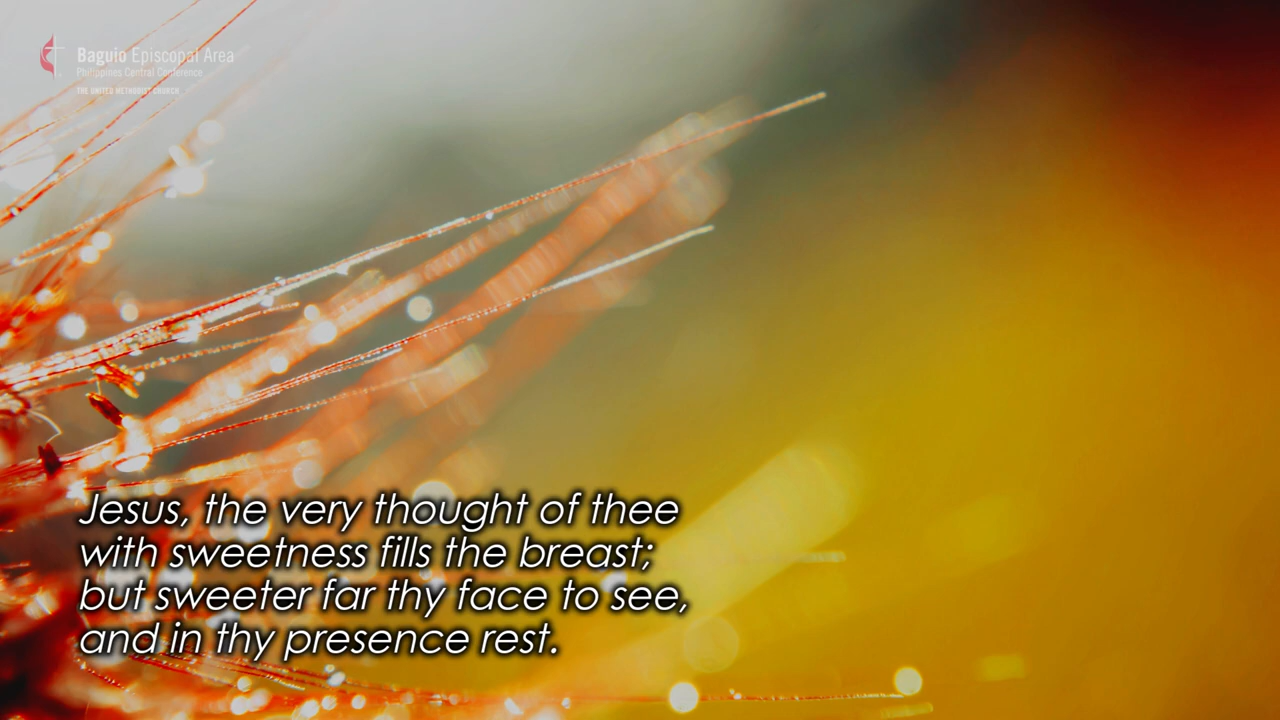 Baguio Episcopal Area
Philippines Central Conference
THE UNITED METHODIST CHURCH
Jesus, the very thought of thee
with sweetness fills the breast;
but sweeter far thy face to see,
and in thy presence rest.